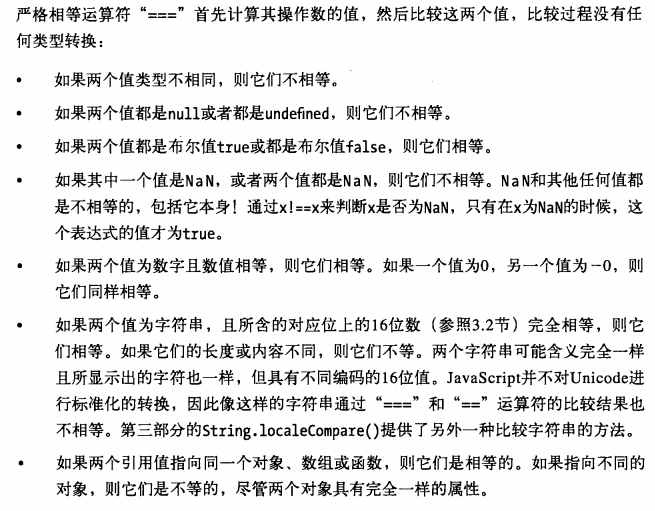 严格相等运算符“===”首先计算其操作数的值，然后比较这两个值，比较过程没有任
何类型转换：
• 如果两个值类型不相同，则它们不相等。
• 如果两个值都是null或者都是undefined，则它们不相等。
• 如果两个值都是布尔值true或都是布尔值false，则它们相等。
• 如果其中一个值是NaN，或者两个值都是NaN，则它们不相等。NaN和其他任何值都
是不相等的，包括它本身！通过x!==x来判断x是否为NaN，只有在x为NaN的时候，这
个表达式的值才为true。
• 如果两个值为数字且数值相等，则它们相等。如果一个值为0，另一个值为－0，则
它们同样相等。
• 如果两个值为字符串，且所含的对应位上的16位数（参照3.2节）完全相等，则它
们相等。如果它们的长度或内容不同，则它们不等。两个字符串可能含义完全一样
且所显示出的字符也一样，但具有不同编码的16位值。JavaScript并不对Unicode进
行标准化的转换，因此像这样的字符串通过“===”和“==”运算符的比较结果也
不相等。第三部分的String.localeCompare()提供了另外一种比较字符串的方法。
• 如果两个引用值指向同一个对象、数组或函数，则它们是相等的。如果指向不同的
对象，则它们是不等的，尽管两个对象具有完全一样的属性。